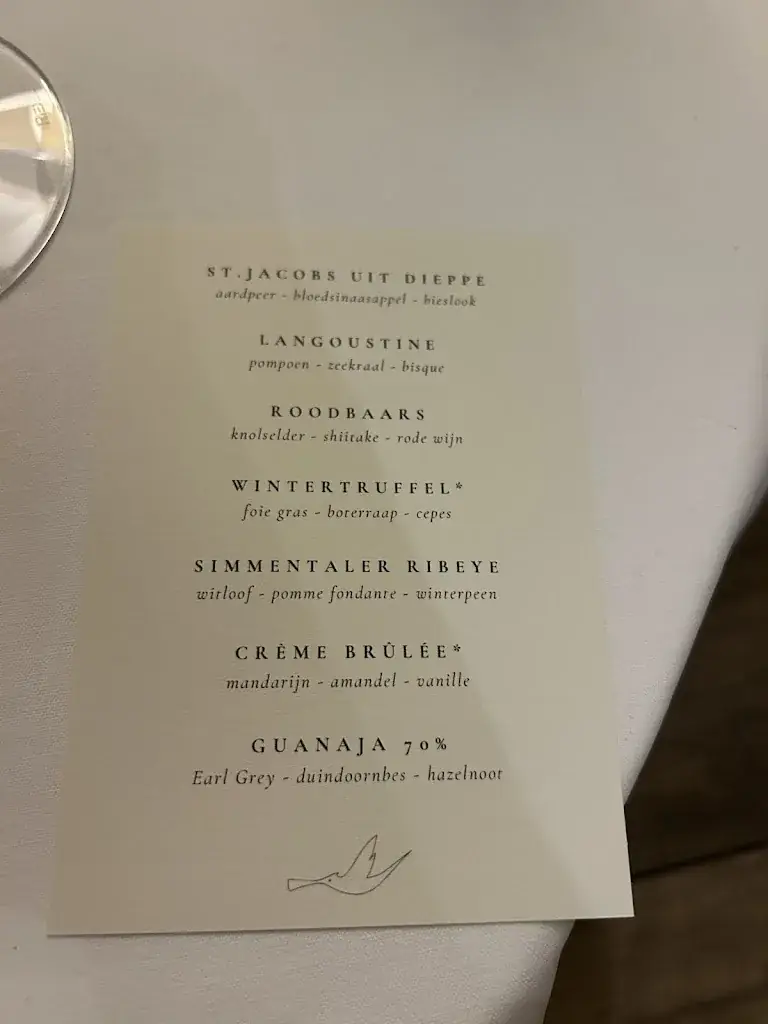 ST.JACOBS UIT DIEPPE
aardpeer - bloedsinaasappel - bieslook
LANGOUSTINE
pompoen - zeekraal - bisque
ROODBAARS
knolselder - shiitake - rode wijn
WINTERTRUFFEL*
foie gras - boterraap - cepes
SIMMENTALER RIBEYE
witloof - pomme fondante - winterpeen
CRÈME BRÛLÉE*
mandarijn - amandel - vanille
GUANAJA 70%
Earl Grey - duindoornbes - hazelnoot